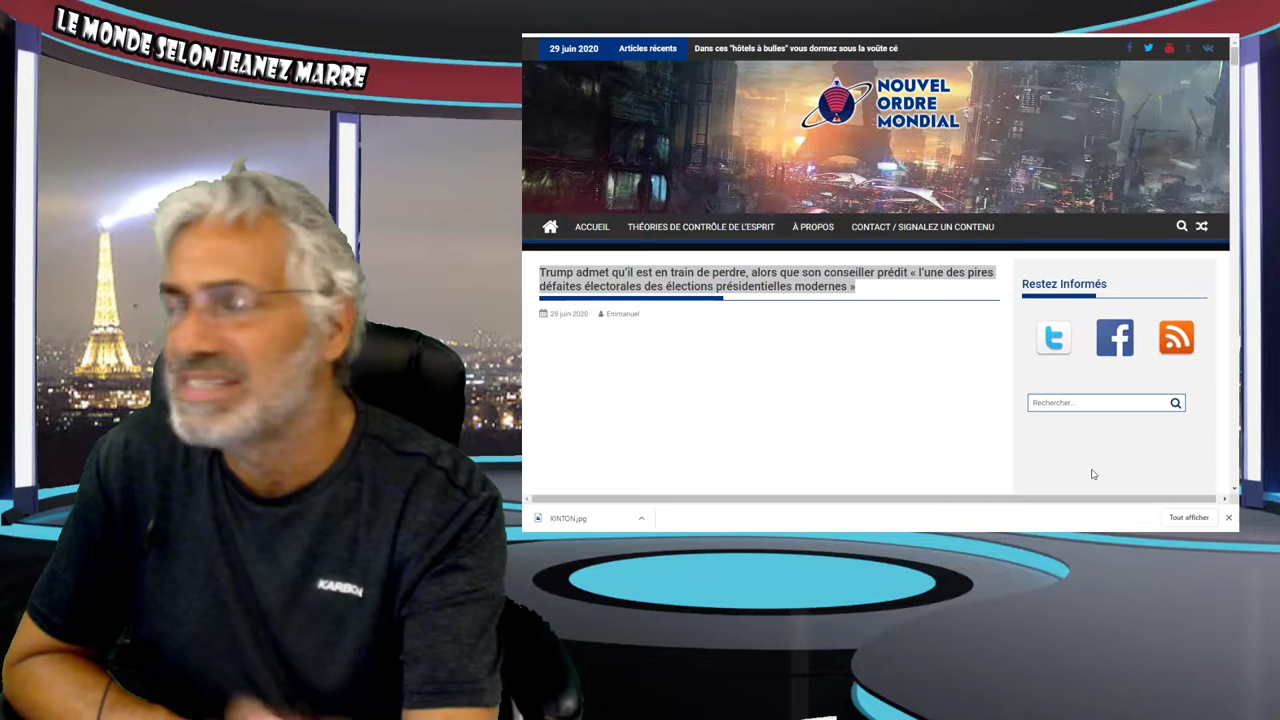 LE MONDE SELON JEANEZ MARRE
29 juin 2020
Articles récents
Dans ces "hôtels à bulles" vous dormez sous la voûte cé
NOUVEL
ORDRE
MONDIAL
ACCUEIL
THÉORIES DE CONTRÔLE DE L'ESPRIT
À PROPOS
CONTACT / SIGNALEZ UN CONTENU
Trump admet qu'il est en train de perdre, alors que son conseiller prédit « l'une des pires
défaites électorales des élections présidentielles modernes »
28 juin 2020
Emmanuel
Restez Informés
Rechercher...
KINTON.jpg
Tout afficher